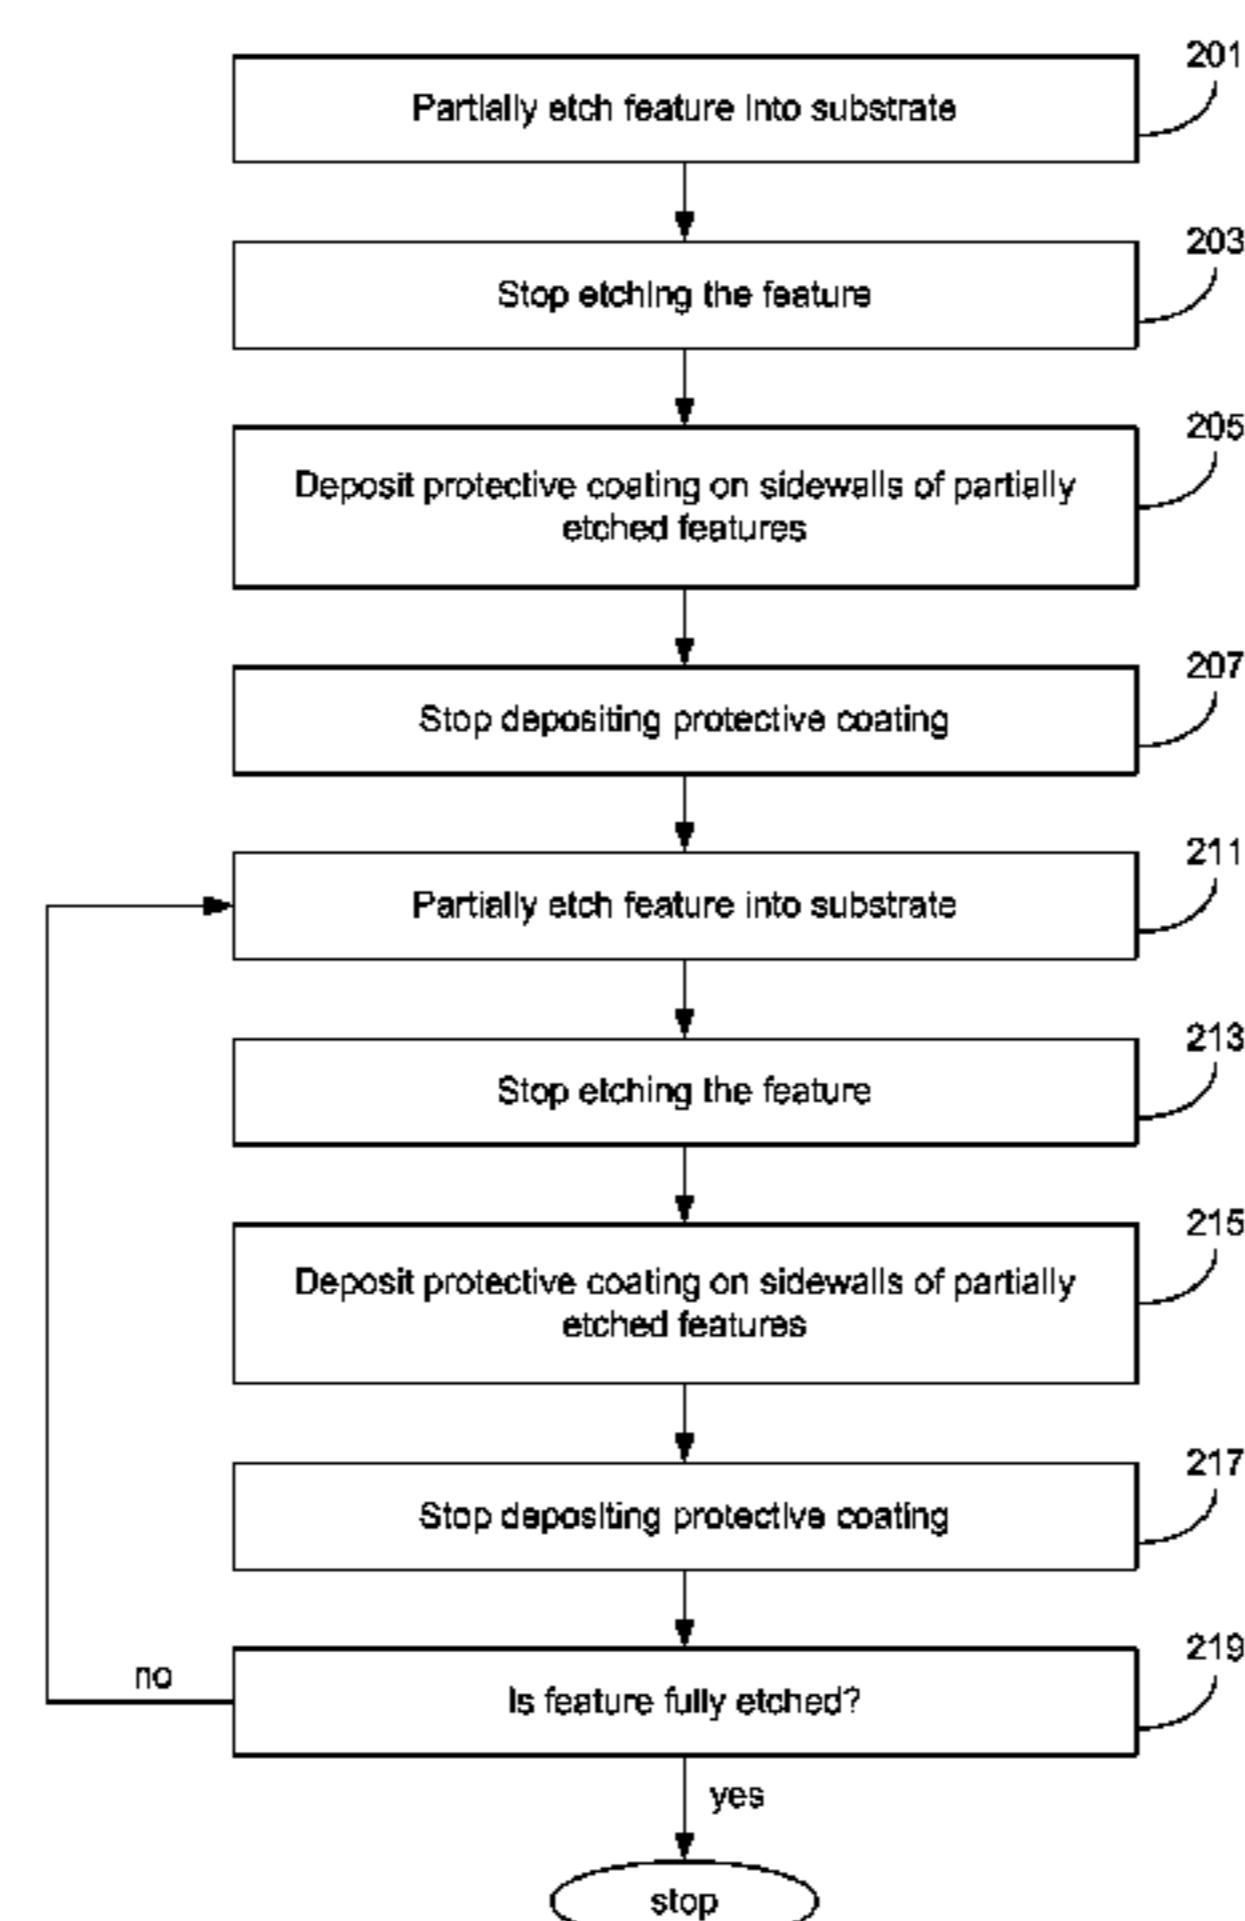 201
Partially etch feature into substrate
203
Stop etching the feature
205
Deposit protective coating on sidewalls of partially
etched features
207
Stop depositing protective coating
211
Partially etch feature into substrate
213
Stop etching the feature
215
Deposit protective coating on sidewalls of partially
etched features
217
Stop depositing protective coating
219
no
Is feature fully etched?
yes
stop